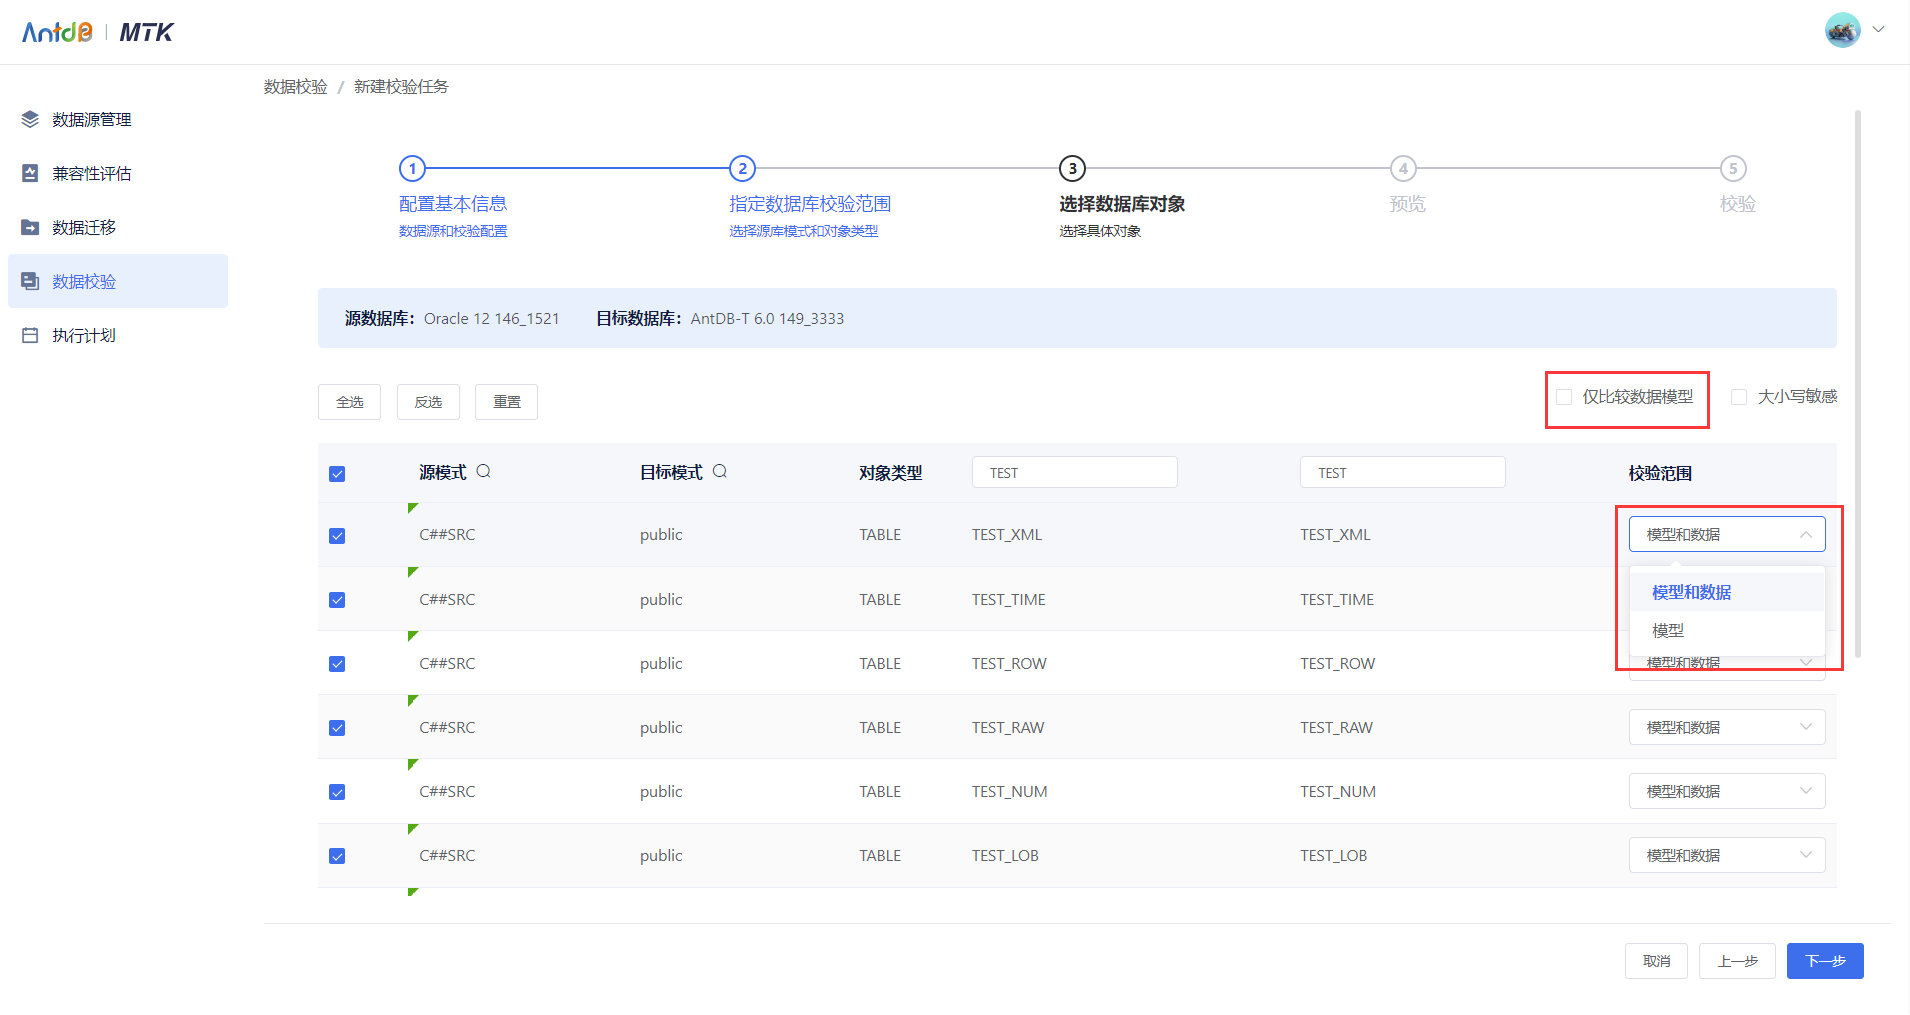 AntdB | MTK
数据校验 / 新建校验任务
数据源管理
兼容性评估
数据迁移
数据校验
执行计划
1 2 3 4 5
配置基本信息 指定数据库校验范围 选择数据库对象 预览 校验
数据源和校验配置 选择源库模式和对象类型 选择具体对象
源数据库： Oracle 12 146_1521 目标数据库： AntDB-T 6.0 149_3333
全选 反选 重置 仅比较数据模型 大小写敏感
源模式 目标模式 对象类型 TEST TEST 校验范围
C##SRC public TABLE TEST_XML TEST_XML 模型和数据
模型和数据
C##SRC public TABLE TEST_TIME TEST_TIME
模型
C##SRC public TABLE TEST_ROW TEST_ROW 模型和数据
C##SRC public TABLE TEST_RAW TEST_RAW 模型和数据
C##SRC public TABLE TEST_NUM TEST_NUM 模型和数据
C##SRC public TABLE TEST_LOB TEST_LOB 模型和数据
取消 上一步 下一步